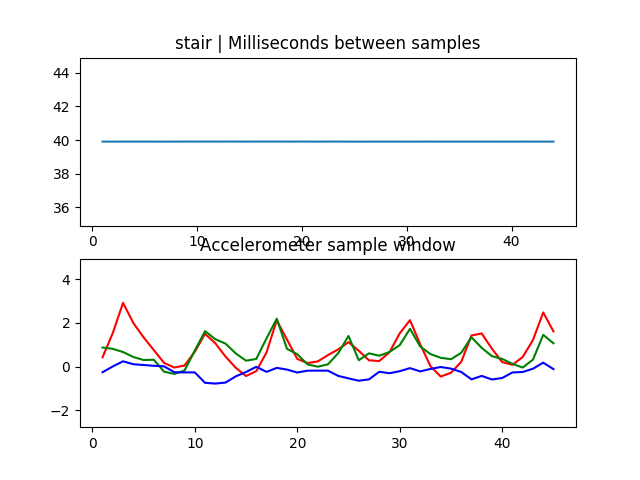 stair | Milliseconds between samples
44
42
40
38
36
0 10 20 30 40
Accelerometer sample window
4
2
0
−2
0 10 20 30 40